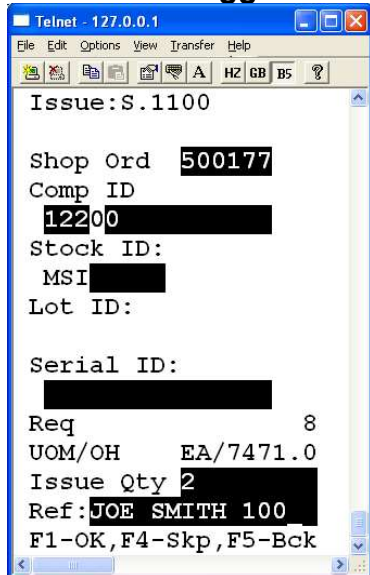 Telnet - 127.0.0.1
File Edit Options View Transfer Help
A HZ GB B5 ?
Issue:S.1100
Shop Ord 500177
Comp ID
12200
Stock ID:
MSI
Lot ID:
Serial ID:
Req 8
UOM/OH EA/7471.0
Issue Qty 2
Ref:JOE SMITH 100_
F1-OK,F4-Skp,F5-Bck